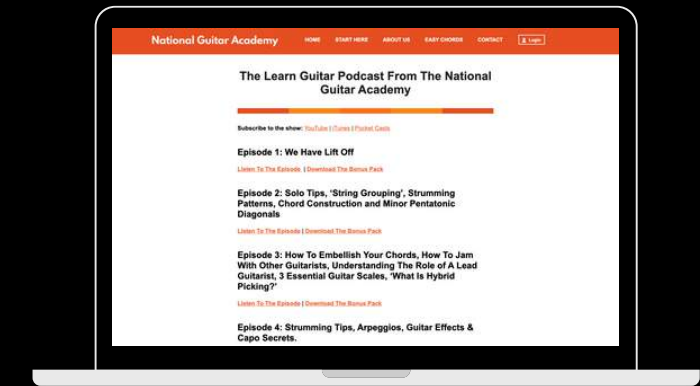 National Guitar Academy
HOME START HERE ABOUT US EASY CHORDS CONTACT Login
The Learn Guitar Podcast From The National
Guitar Academy
Subscribe to the show: YouTube | iTunes | Pocket Casts
Episode 1: We Have Lift Off
Listen To The Episode | Download The Bonus Pack
Episode 2: Solo Tips, ‘String Grouping’, Strumming
Patterns, Chord Construction and Minor Pentatonic
Diagonals
Listen To The Episode | Download The Bonus Pack
Episode 3: How To Embellish Your Chords, How To Jam
With Other Guitarists, Understanding The Role of A Lead
Guitarist, 3 Essential Guitar Scales, ‘What Is Hybrid
Picking?’
Listen To The Episode | Download The Bonus Pack
Episode 4: Strumming Tips, Arpeggios, Guitar Effects &
Capo Secrets.